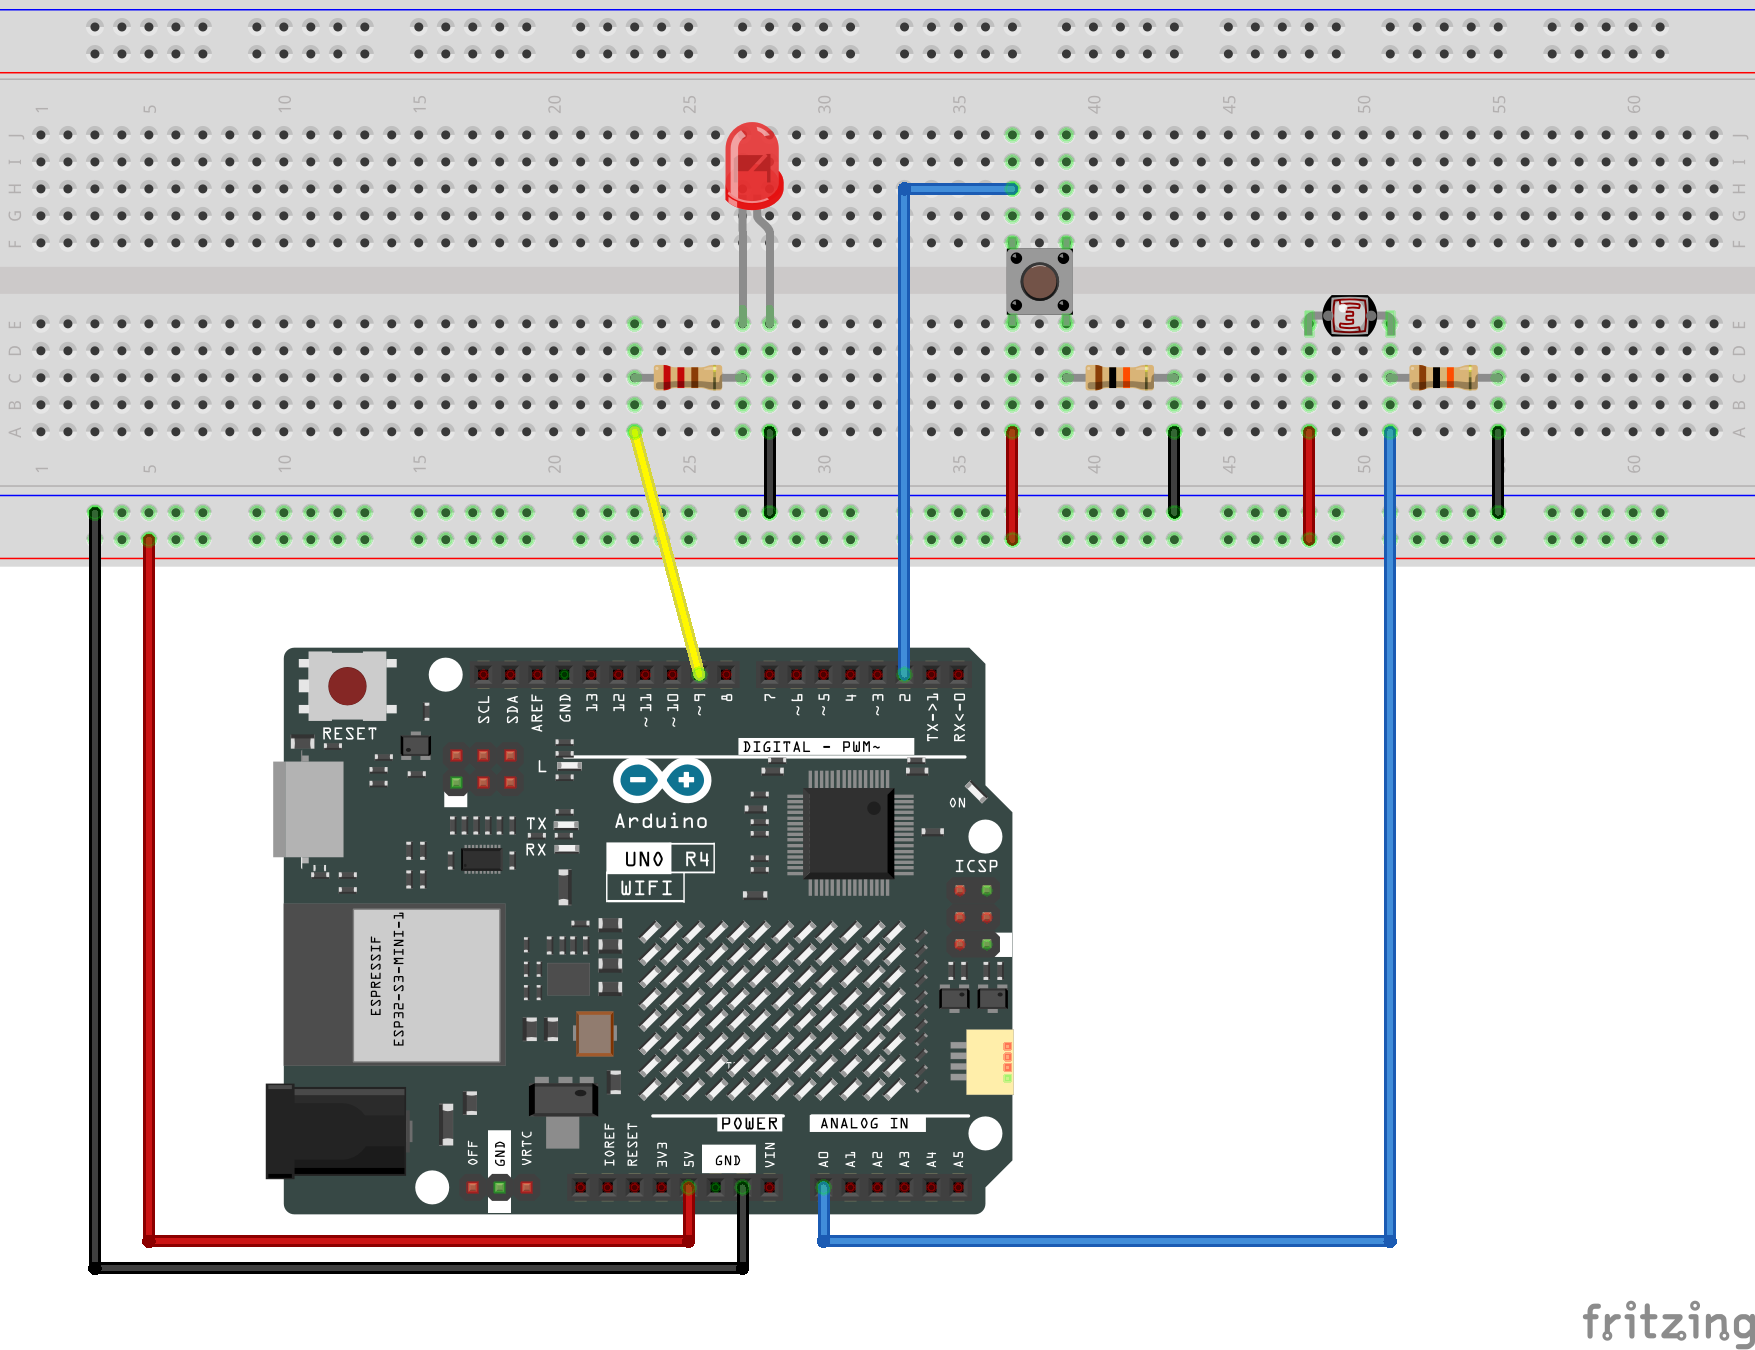 1 5 10 15 20 25 30 35 40 45 50 55 60
J J
I I
H H
G G
F F
E E
D D
C C
B B
A A
1 5 10 15 20 25 30 35 40 45 50 55 60
SCL SDA AREF GND 13 12 ~11 ~10 ~9 8 7 ~6 ~5 4 ~3 2 TX->1 RX<-0
RESET
DIGITAL - PWM~
L
ON
Arduino
TX
RX
UNO R4
WIFI
ICSP
ESPRESSIF
ESP32-S3-MINI-1
POWER
ANALOG IN
OFF GND VRTC IOREF RESET 3V3 5V GND VIN A0 A1 A2 A3 A4 A5
fritzing